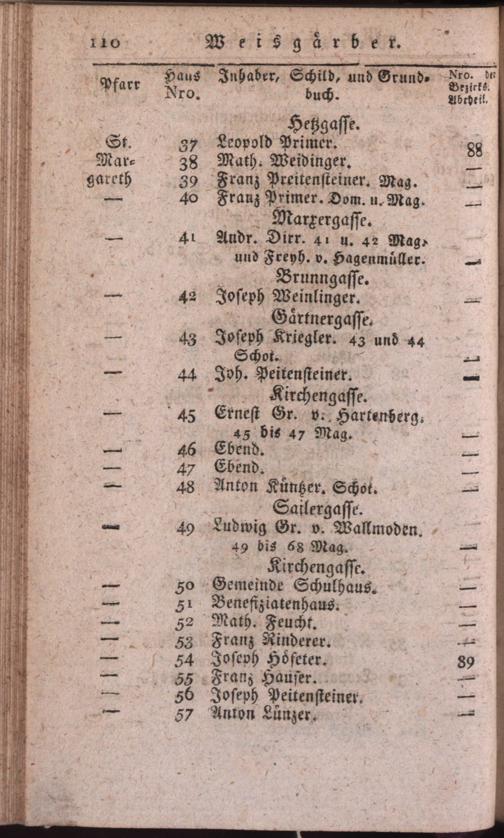 110 Weisgärber.
Pfarr Haus Nro. Inhaber, Schild, und Grundbuch. Nro. der Bezirks. Abtheil.
Hetzgasse.
St. 37 Leopold Primer. 88
Mar- 38 Math. Weidinger. —
gareth 39 Franz Preitensteiner. Mag. —
— 40 Franz Primer. Dom. u. Mag. —
Marxergasse.
— 41 Andr. Dirr. 41 u. 42 Mag.
und Freyh. v. Hagenmüller. —
Brunngasse.
— 42 Joseph Weinlinger. —
Gärtnergasse.
— 43 Joseph Kriegler. 43 und 44
Schot. —
— 44 Joh. Peitensteiner. —
Kirchengasse.
— 45 Ernest Gr. v. Hartenberg.
45 bis 47 Mag. —
— 46 Ebend. —
— 47 Ebend. —
— 48 Anton Küntzer. Schot. —
Sailergasse.
— 49 Ludwig Gr. v. Wallmoden.
49 bis 68 Mag. —
Kirchengasse.
— 50 Gemeinde Schulhaus. —
— 51 Benefiziatenhaus. —
— 52 Math. Feucht. —
— 53 Franz Rinderer. —
— 54 Joseph Höfeter. 89
— 55 Franz Hauser. —
— 56 Joseph Peitensteiner. —
— 57 Anton Lünzer. —